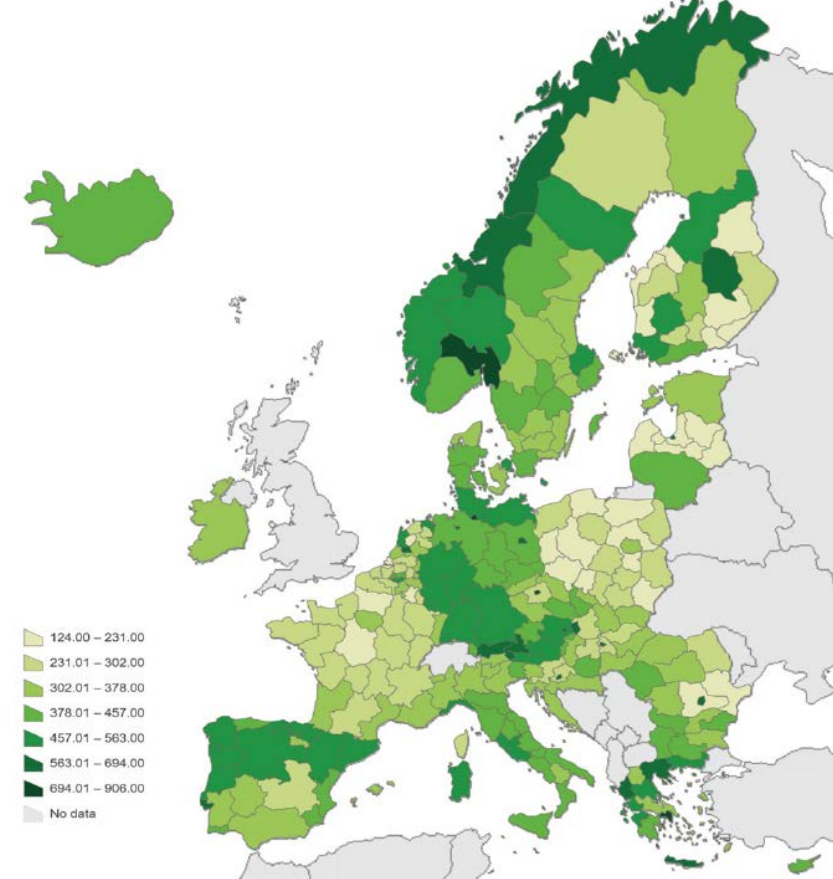 124.00 – 231.00
231.01 – 302.00
302.01 – 378.00
378.01 – 457.00
457.01 – 563.00
563.01 – 694.00
694.01 – 906.00
No data